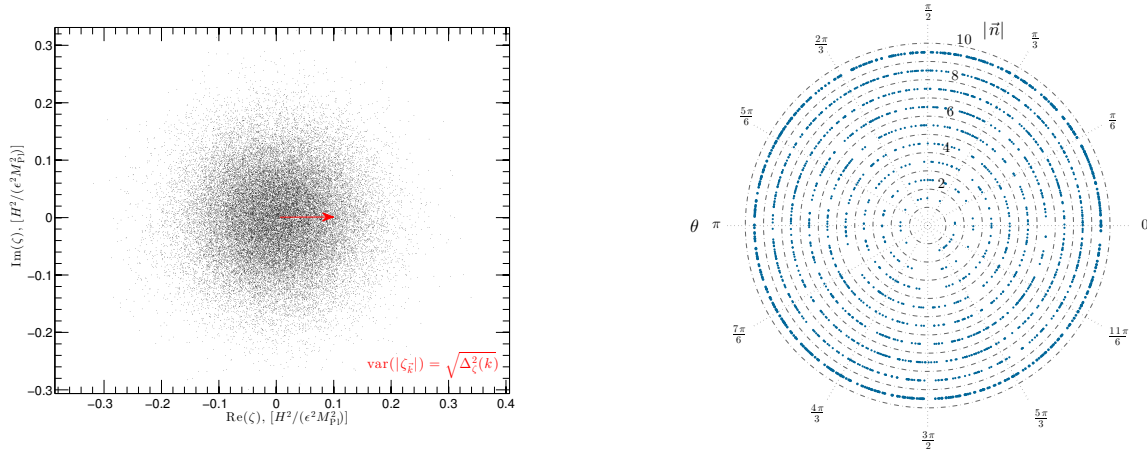 0.3
0.2
0.1
0
−0.1
−0.2
−0.3
Im(ζ), [H²/(ϵ²M²_Pl)]
−0.3 −0.2 −0.1 0 0.1 0.2 0.3 0.4
Re(ζ), [H²/(ϵ²M²_Pl)]
var(|ζ_k⃗|) = √Δ²_ζ(k)
π/2
2π/3
10
|n⃗|
π/3
8
5π/6
6
π/6
4
2
θ π
0
7π/6
11π/6
4π/3
5π/3
3π/2